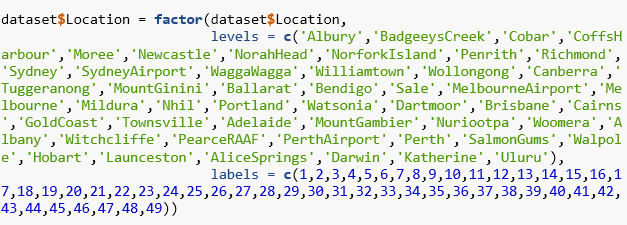 dataset$Location = factor(dataset$Location,
levels = c('Albury','BadgeeysCreek','Cobar','CoffsH
arbour','Moree','Newcastle','NorahHead','NorforkIsland','Penrith','Richmond',
'Sydney','SydneyAirport','WaggaWagga','Williamtown','Wollongong','Canberra','
Tuggeranong','MountGinini','Ballarat','Bendigo','Sale','MelbourneAirport','Me
lbourne','Mildura','Nhil','Portland','Watsonia','Dartmoor','Brisbane','Cairns
','GoldCoast','Townsville','Adelaide','MountGambier','Nuriootpa','Woomera','A
lbany','Witchcliffe','PearceRAAF','PerthAirport','Perth','SalmonGums','Walpol
e','Hobart','Launceston','AliceSprings','Darwin','Katherine','Uluru'),
labels = c(1,2,3,4,5,6,7,8,9,10,11,12,13,14,15,16,1
7,18,19,20,21,22,23,24,25,26,27,28,29,30,31,32,33,34,35,36,37,38,39,40,41,42,
43,44,45,46,47,48,49))